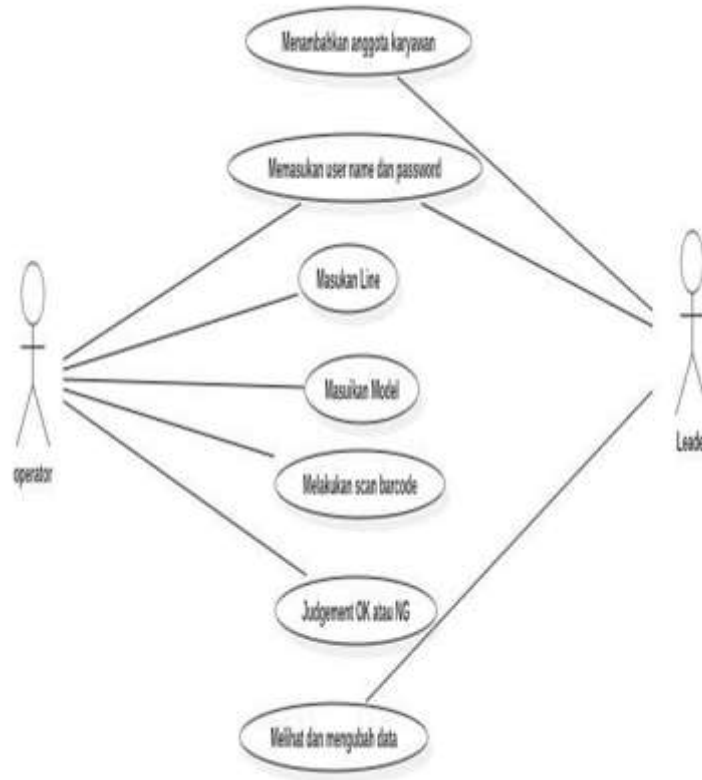 Menambahkan anggota karyawan
Memasukan user name dan password
Masukan Line
Masuikan Model
operator
Leade
Melakukan scan barcode
Judgement OK atau NG
Melihat dan mengubah data